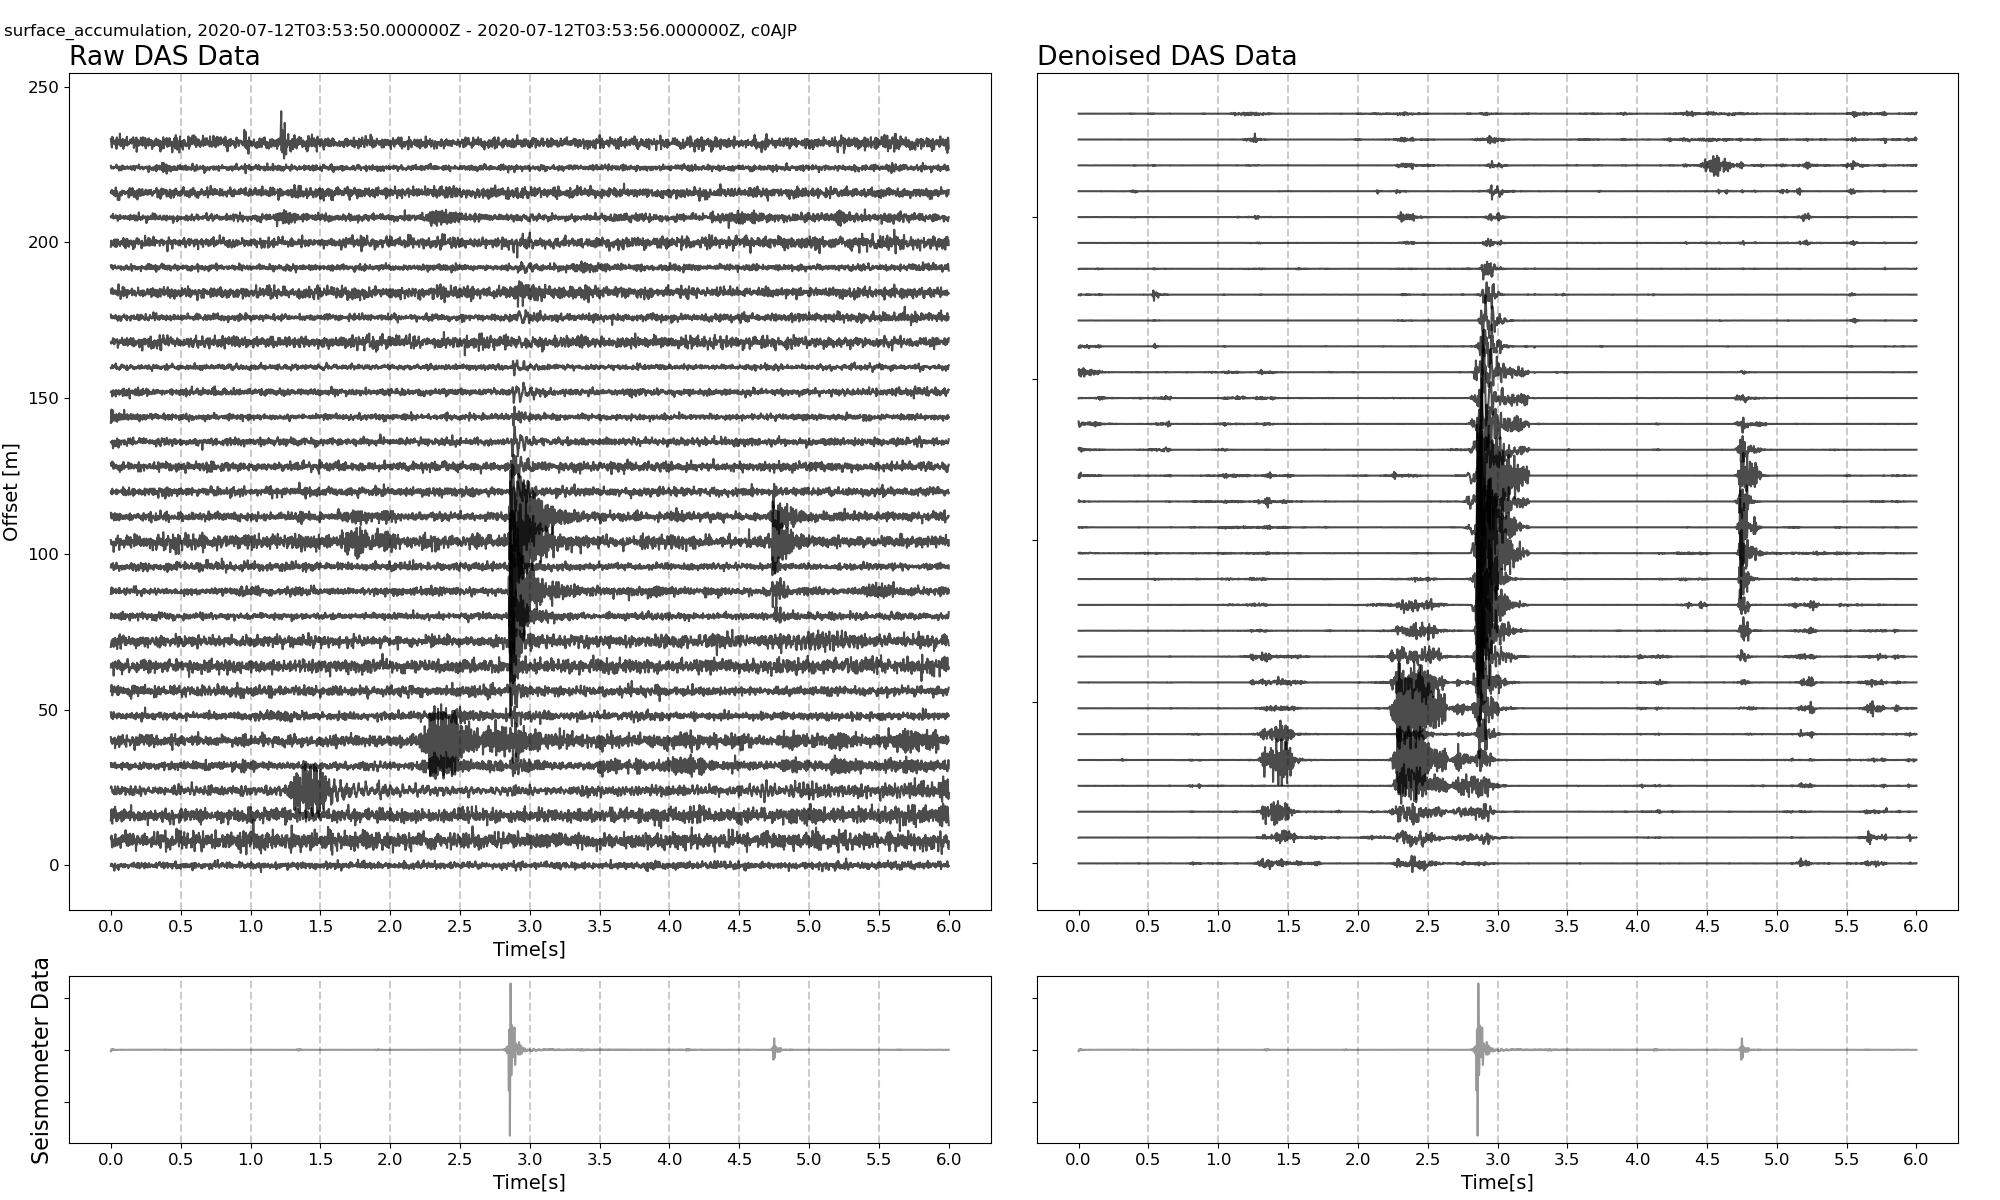 surface_accumulation, 2020-07-12T03:53:50.000000Z - 2020-07-12T03:53:56.000000Z, c0AJP
Raw DAS Data
Denoised DAS Data
Offset [m]
250
200
150
100
50
0
0.0 0.5 1.0 1.5 2.0 2.5 3.0 3.5 4.0 4.5 5.0 5.5 6.0
Time[s]
0.0 0.5 1.0 1.5 2.0 2.5 3.0 3.5 4.0 4.5 5.0 5.5 6.0
Seismometer Data
0.0 0.5 1.0 1.5 2.0 2.5 3.0 3.5 4.0 4.5 5.0 5.5 6.0
Time[s]
0.0 0.5 1.0 1.5 2.0 2.5 3.0 3.5 4.0 4.5 5.0 5.5 6.0
Time[s]